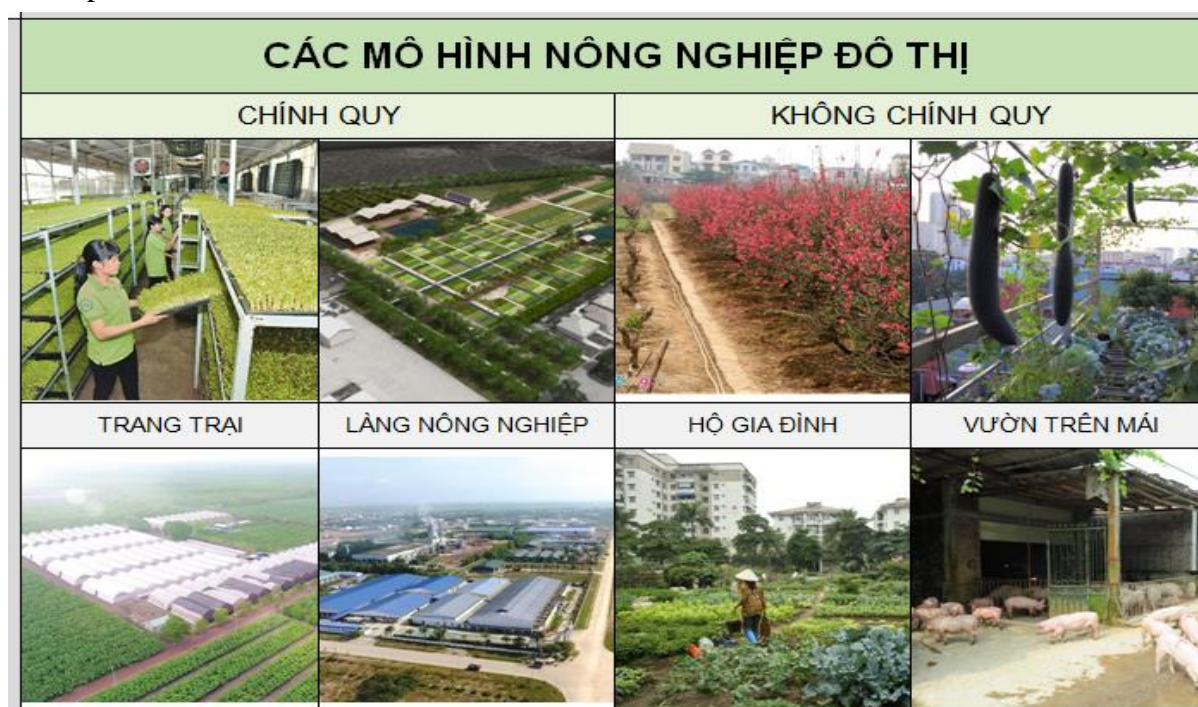 CÁC MÔ HÌNH NÔNG NGHIỆP ĐÔ THỊ
CHÍNH QUY
KHÔNG CHÍNH QUY
TRANG TRẠI
LÀNG NÔNG NGHIỆP
HỘ GIA ĐÌNH
VƯỜN TRÊN MÁI